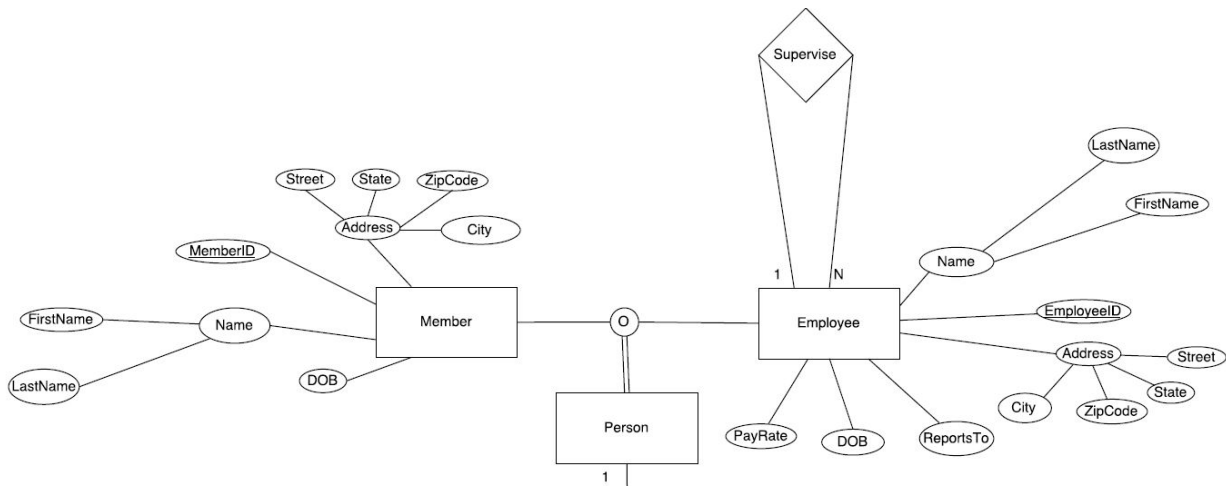 Supervise
LastName
FirstName
Name
Street
State
ZipCode
Address
City
MemberID
FirstName
Name
LastName
DOB
Member
O
1
N
Employee
EmployeeID
Address
Street
State
ZipCode
City
PayRate
DOB
ReportsTo
Person
1